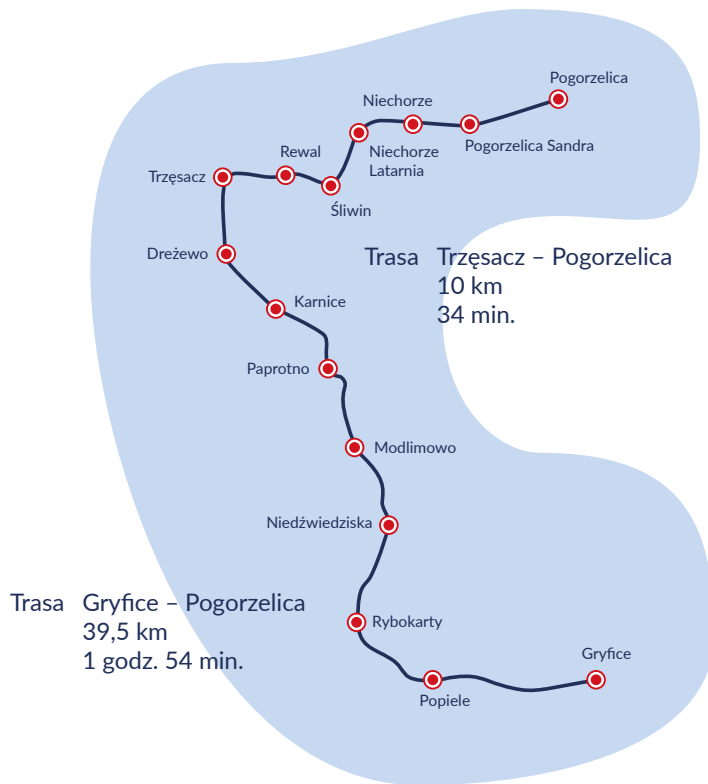 Pogorzelica
Niechorze
Pogorzelica Sandra
Niechorze
Latarnia
Rewal
Trzęsacz
Śliwin
Dreżewo
Trasa Trzęsacz – Pogorzelica
10 km
34 min.
Karnice
Paprotno
Modlimowo
Niedźwiedziska
Trasa Gryfice – Pogorzelica
39,5 km
1 godz. 54 min.
Rybokarty
Gryfice
Popiele